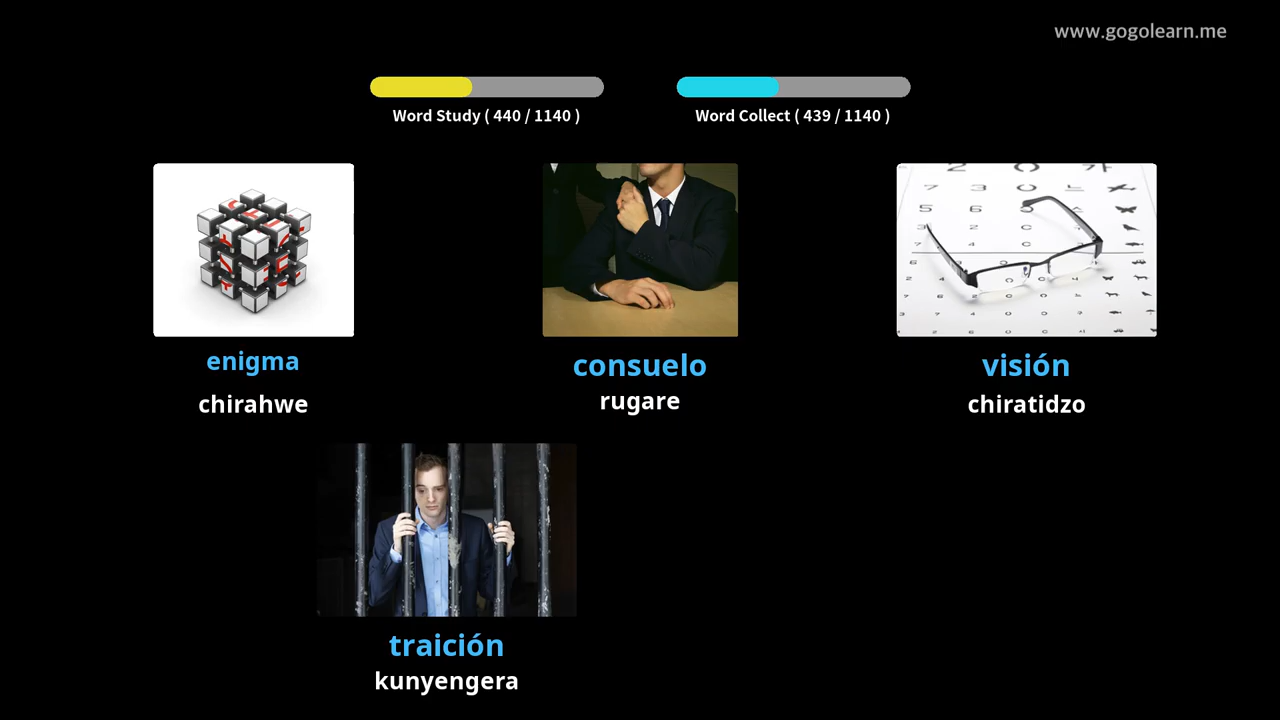 www.gogolearn.me
Word Study ( 440 / 1140 )
Word Collect ( 439 / 1140 )
enigma
consuelo
visión
chirahwe
rugare
chiratidzo
traición
kunyengera